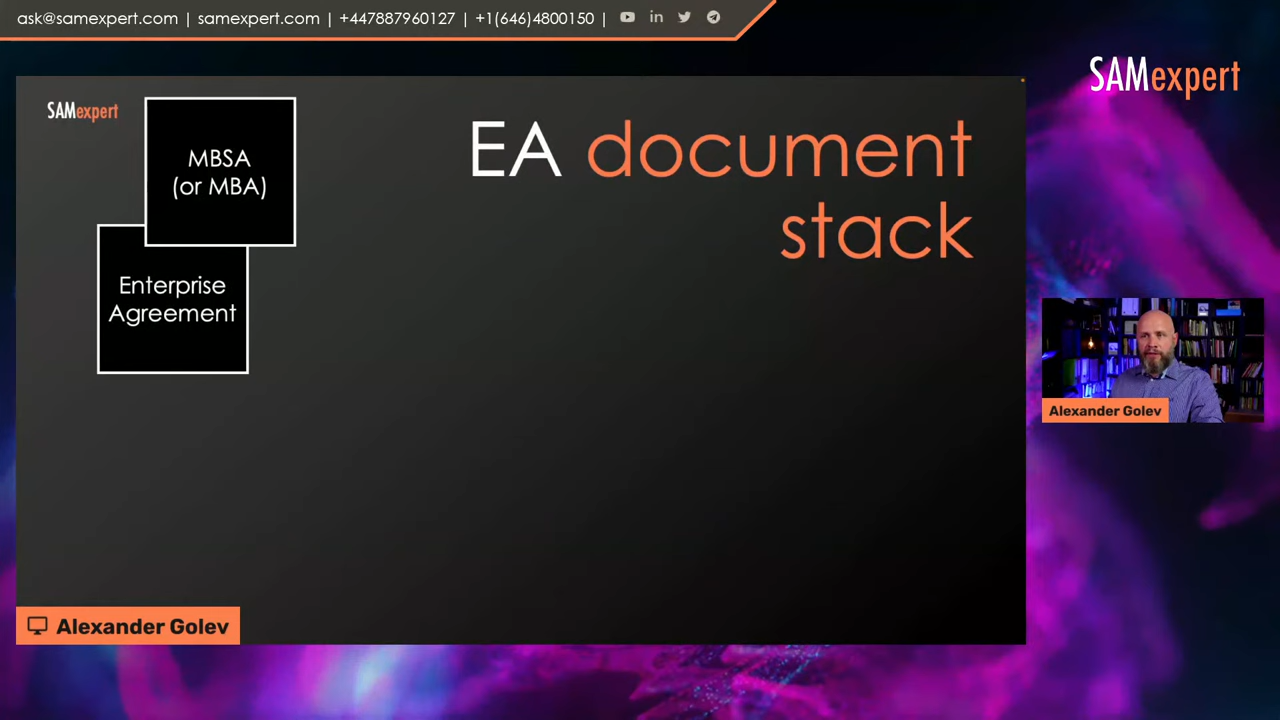 ask@samexpert.com | samexpert.com | +447887960127 | +1(646)4800150 |
SAMexpert
SAMexpert
MBSA
(or MBA)
EA document
stack
Enterprise
Agreement
Alexander Golev
Alexander Golev